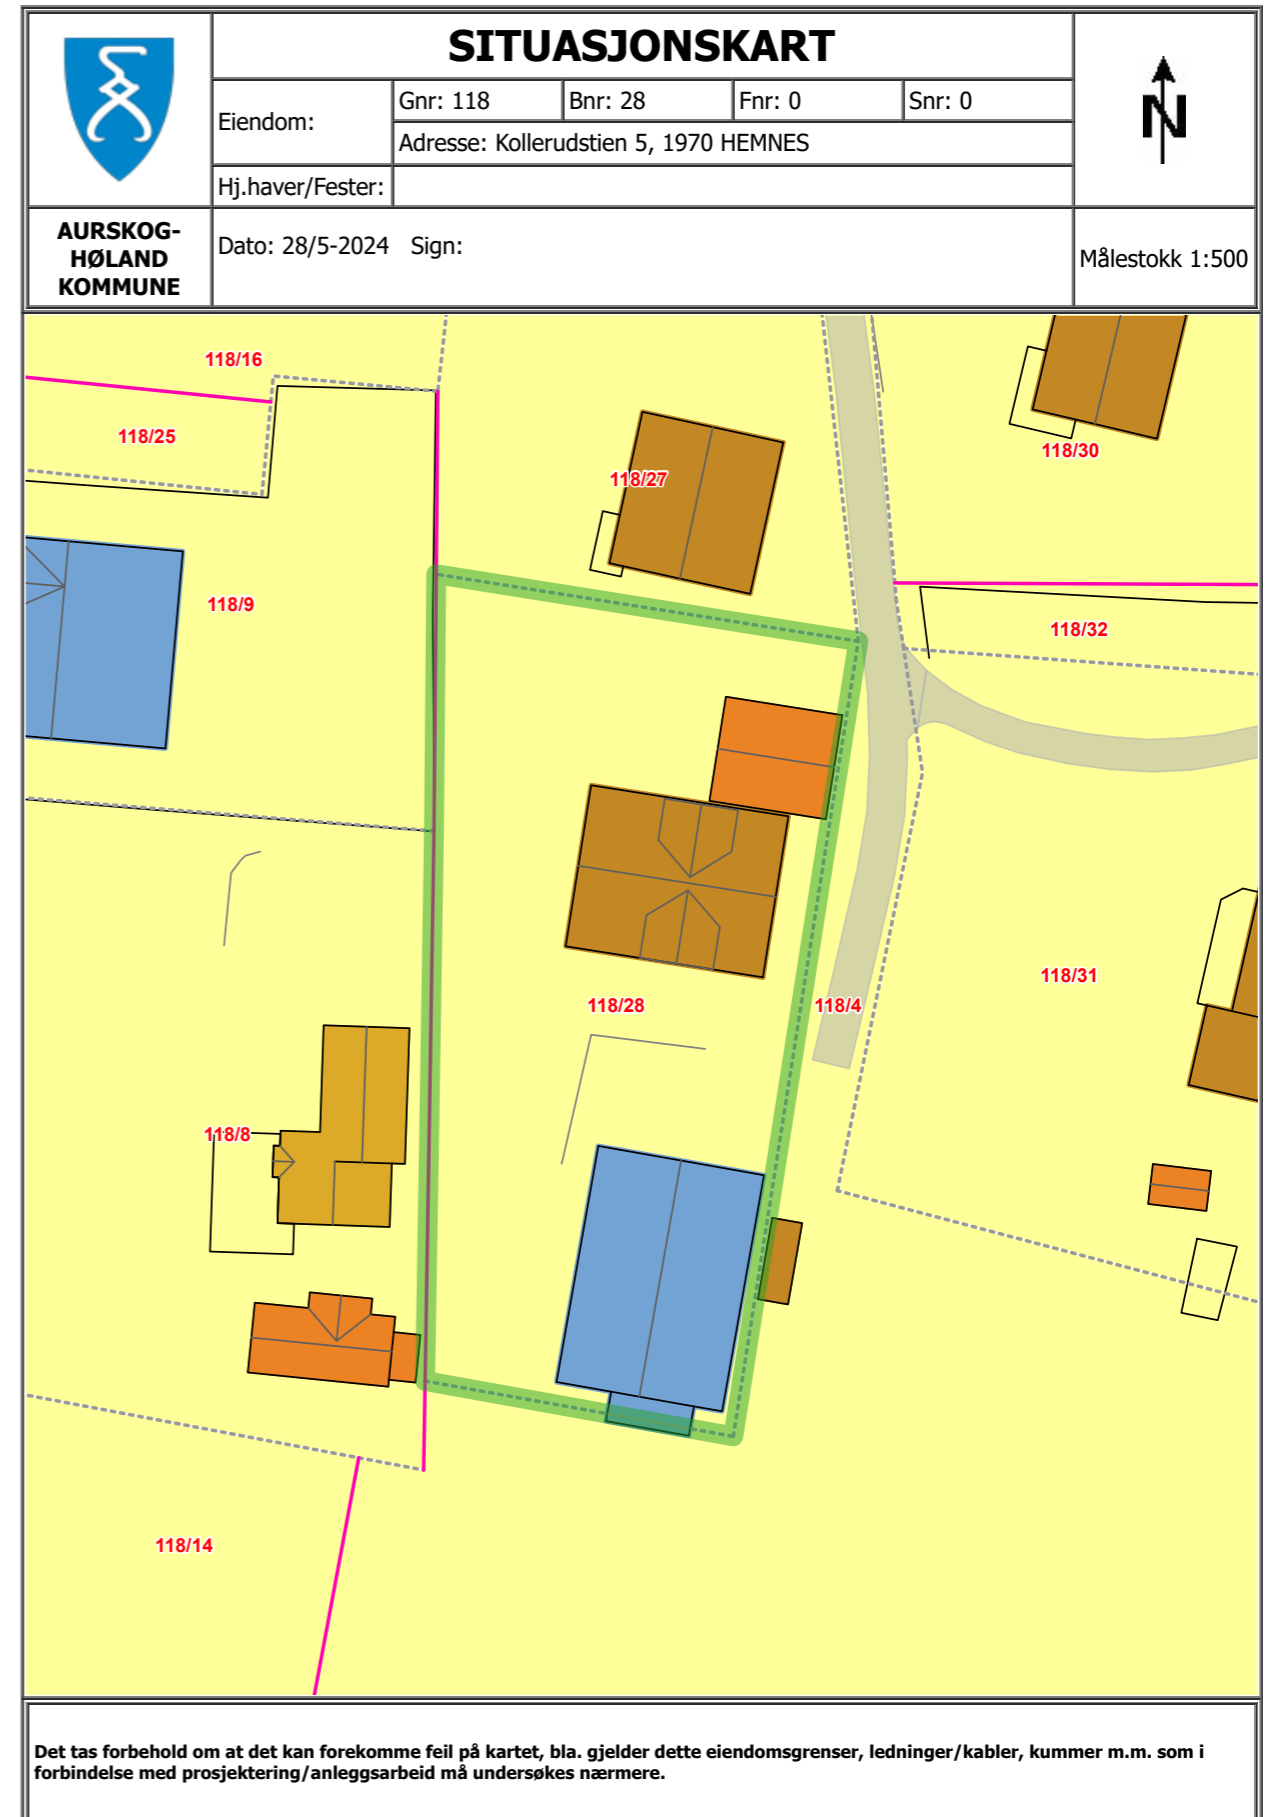 SITUASJONSKART
Eiendom:
Gnr: 118
Bnr: 28
Fnr: 0
Snr: 0
Adresse: Kollerudstien 5, 1970 HEMNES
N
Hj.haver/Fester:
AURSKOG-
HØLAND
KOMMUNE
Dato: 28/5-2024 Sign:
Målestokk 1:500
118/16
118/25
118/27
118/30
118/9
118/32
118/28
118/4
118/31
118/8
118/14
Det tas forbehold om at det kan forekomme feil på kartet, bla. gjelder dette eiendomsgrenser, ledninger/kabler, kummer m.m. som i
forbindelse med prosjektering/anleggsarbeid må undersøkes nærmere.